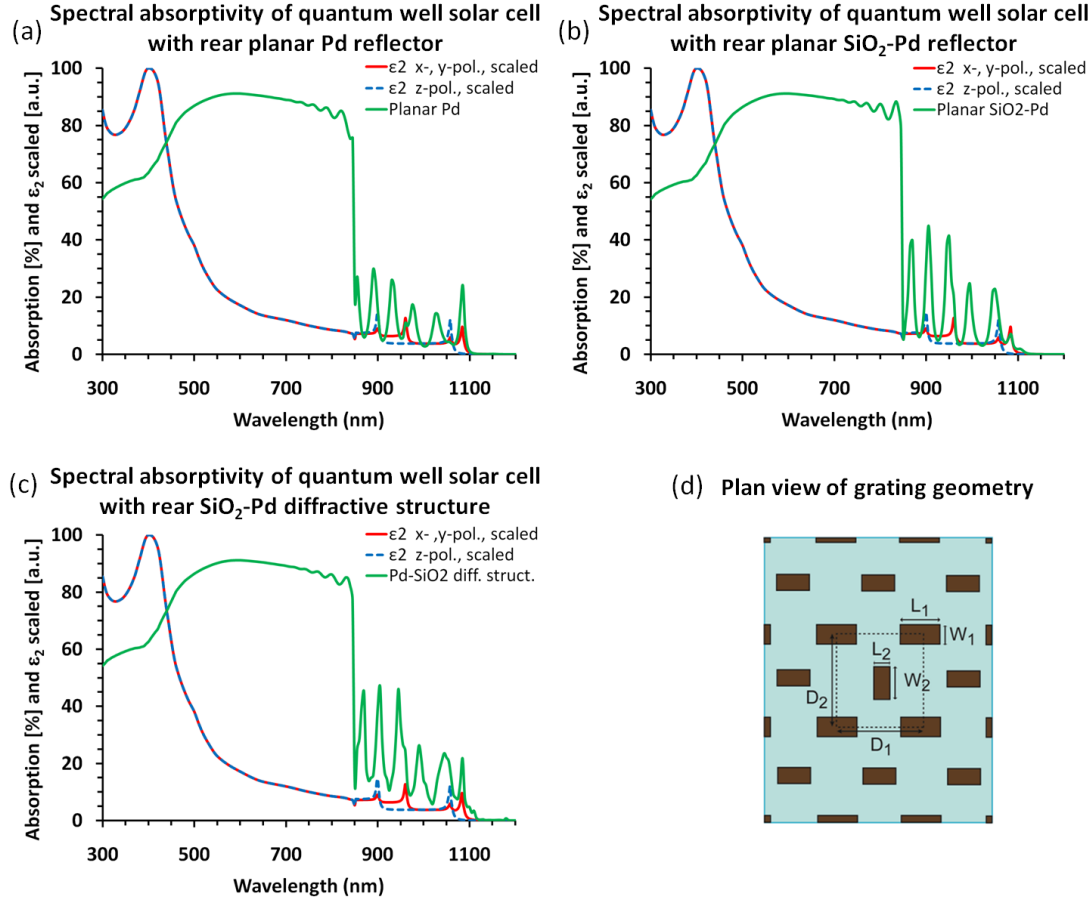 (a) Spectral absorptivity of quantum well solar cell
with rear planar Pd reflector
Absorption [%] and ε₂ scaled [a.u.]
100
80
60
40
20
0
ε2 x-, y-pol., scaled
ε2 z-pol., scaled
Planar Pd
300 500 700 900 1100
Wavelength (nm)
(b) Spectral absorptivity of quantum well solar cell
with rear planar SiO₂-Pd reflector
Absorption [%] and ε₂ scaled [a.u.]
100
80
60
40
20
0
ε2 x-, y-pol., scaled
ε2 z-pol., scaled
Planar SiO2-Pd
300 500 700 900 1100
Wavelength (nm)
(c) Spectral absorptivity of quantum well solar cell
with rear SiO₂-Pd diffractive structure
Absorption [%] and ε₂ scaled [a.u.]
100
80
60
40
20
0
ε2 x- ,y-pol., scaled
ε2 z-pol., scaled
Pd-SiO2 diff. struct.
300 500 700 900 1100
Wavelength (nm)
(d) Plan view of grating geometry
L₁
W₁
L₂
W₂
D₂
D₁